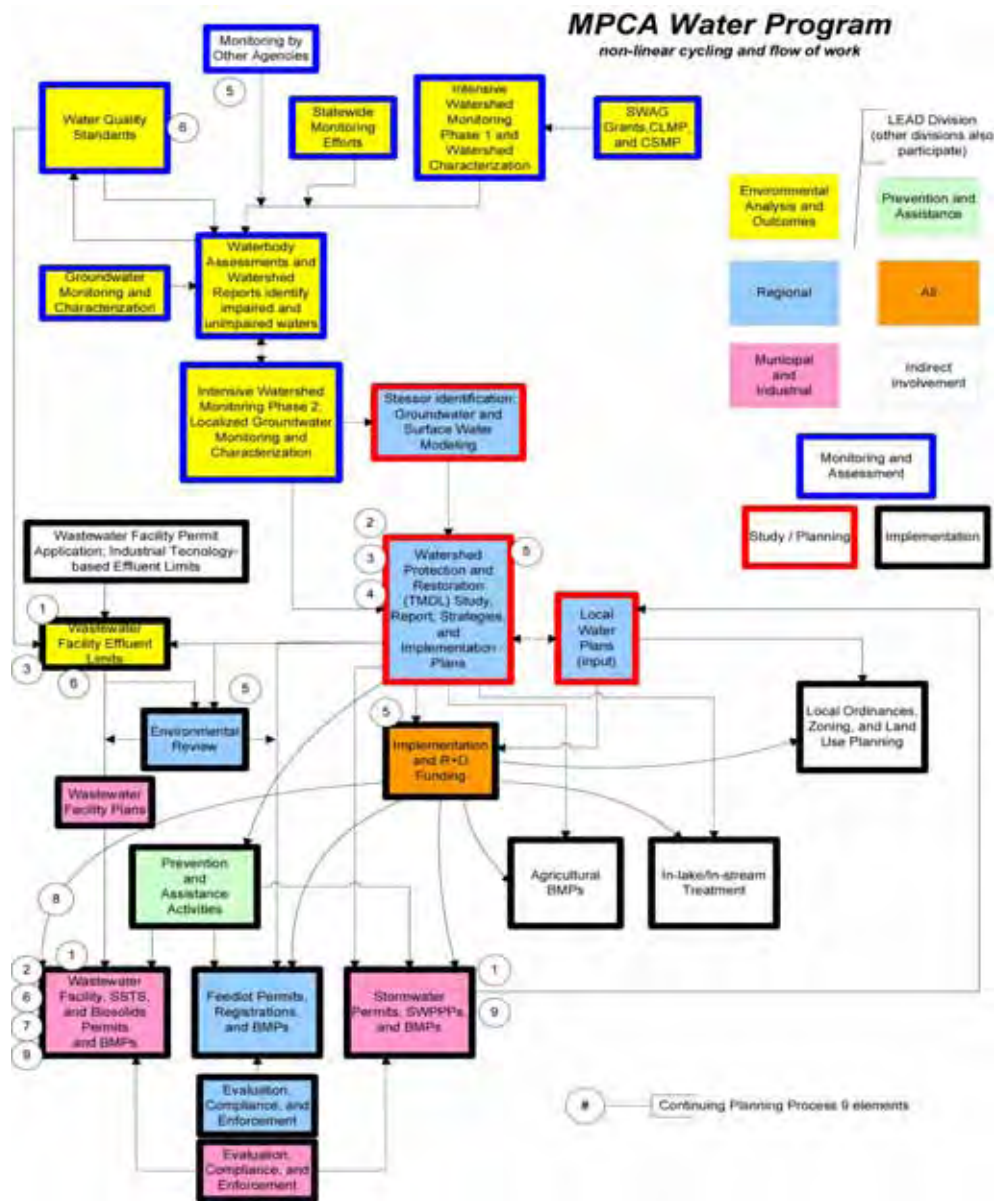 MPCA Water Program
non-linear cycling and flow of work
Monitoring by
Other Agencies
5
Water Quality
Standards
6
Statewide
Monitoring
Efforts
Intensive
Watershed
Monitoring
Phase 1 and
Watershed
Characterization
SWAG
Grants,CLMP,
and CSMP
LEAD Division
(other divisions also
participate)
Environmental
Analysis and
Outcomes
Prevention and
Assistance
Regional
All
Municipal
and
Industrial
Indirect
involvement
Monitoring and
Assessment
Study / Planning
Implementation
Groundwater
Monitoring and
Characterization
Waterbody
Assessments and
Watershed
Reports identify
impaired and
unimpaired waters
Intensive Watershed
Monitoring Phase 2;
Localized Groundwater
Monitoring and
Characterization
Stessor identification;
Groundwater and
Surface Water
Modeling
Wastewater Facility Permit
Application; Industrial Tecnology-
based Effluent Limits
2
3
4
5
Watershed
Protection and
Restoration
(TMDL) Study,
Report, Strategies,
and
Implementation
Plans
Local
Water
Plans
(input)
1
Wastewater
Facility Effluent
Limits
3
6
5
Environmental
Review
5
Implementation
and R+D
Funding
Local Ordinances,
Zoning, and Land
Use Planning
Wastewater
Facility Plans
Prevention
and
Assistance
Activities
8
Agricultural
BMPs
In-lake/In-stream
Treatment
1
2
6
7
9
Wastewater
Facility, SSTS,
and Biosolids
Permits
and BMPs
Feedlot Permits,
Registrations,
and BMPs
Stormwater
Permits, SWPPPs,
and BMPs
1
9
Evaluation,
Compliance, and
Enforcement
Evaluation,
Compliance, and
Enforcement
# Continuing Planning Process 9 elements